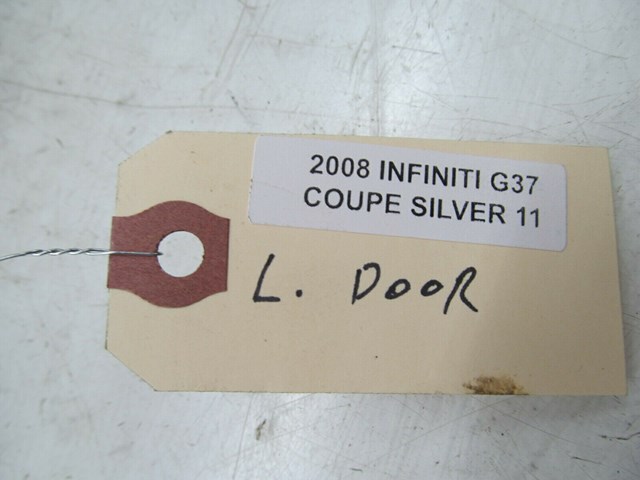 2008 INFINITI G37
COUPE SILVER 11
L. DOOR